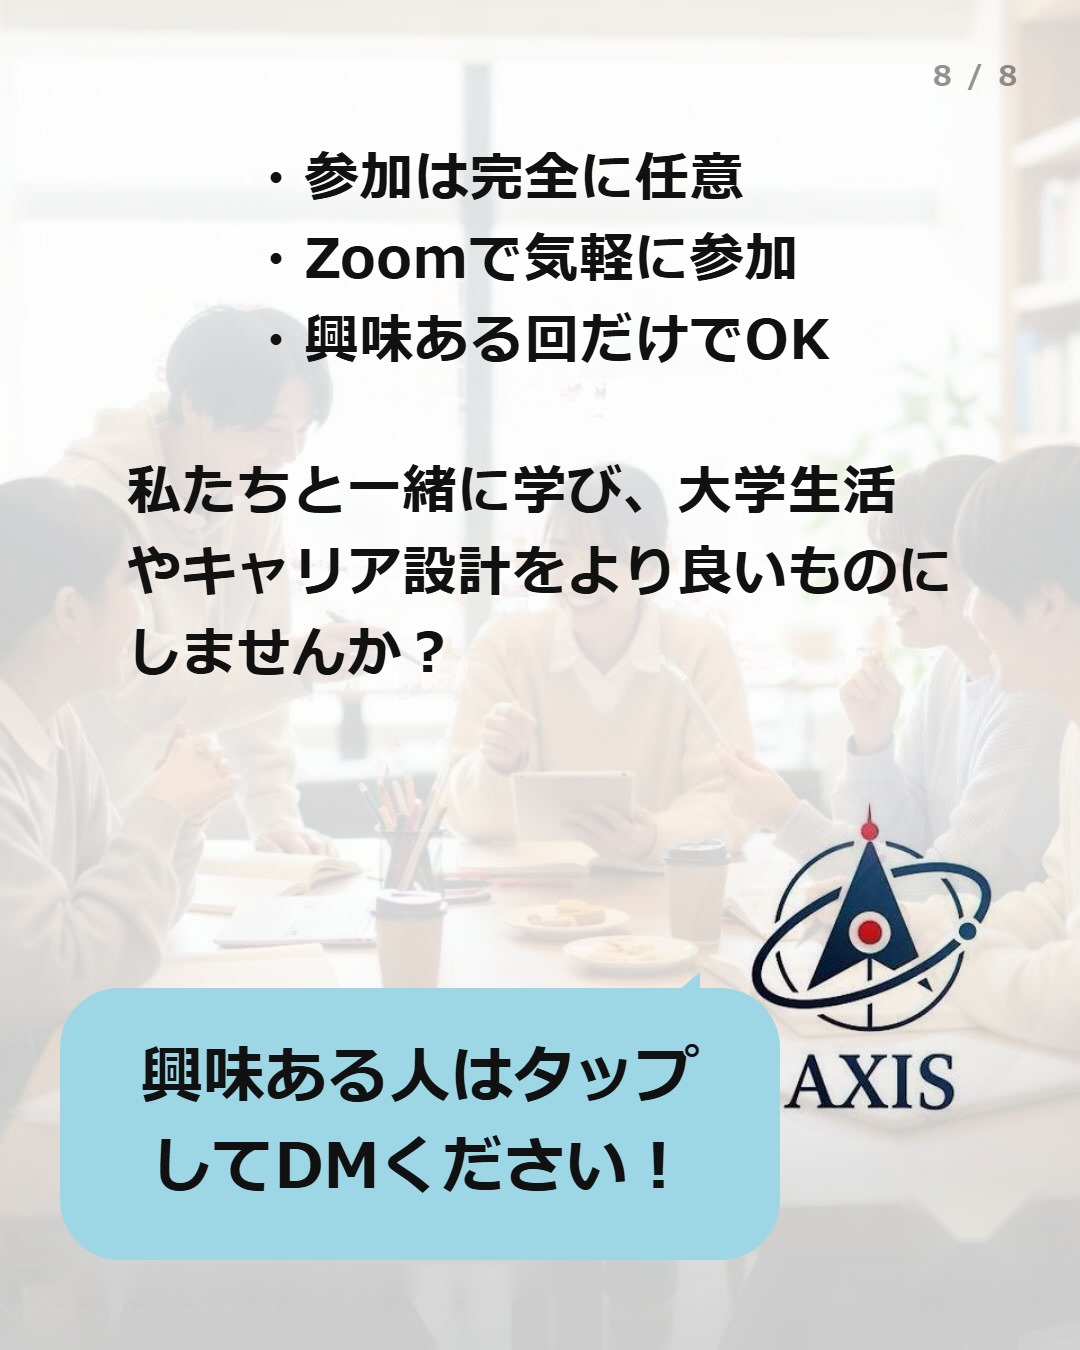 8 / 8
・参加は完全に任意
・Zoomで気軽に参加
・興味ある回だけでOK
私たちと一緒に学び、大学生活
やキャリア設計をより良いものに
しませんか？
AXIS
興味ある人はタップ
してDMください！